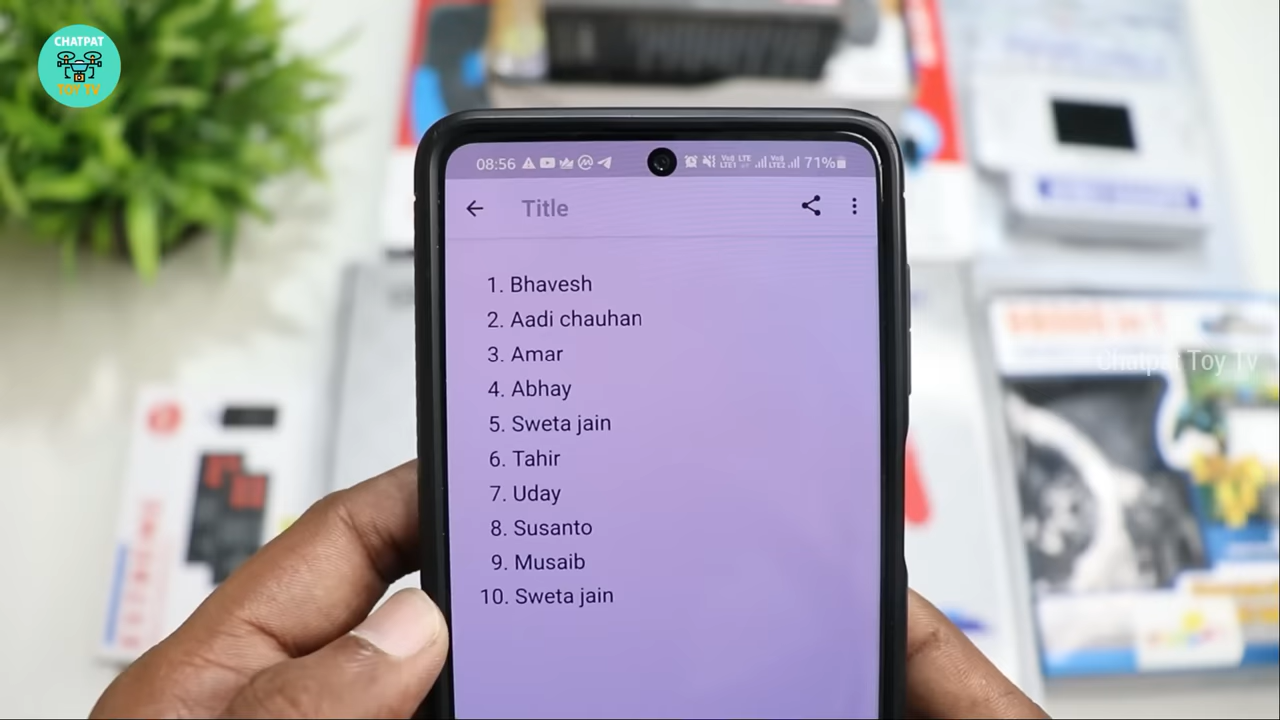 CHATPAT
TOY TV
08:56
71%
Title
1. Bhavesh
2. Aadi chauhan
3. Amar
4. Abhay
5. Sweta jain
6. Tahir
7. Uday
8. Susanto
9. Musaib
10. Sweta jain
Chatpat Toy Tv